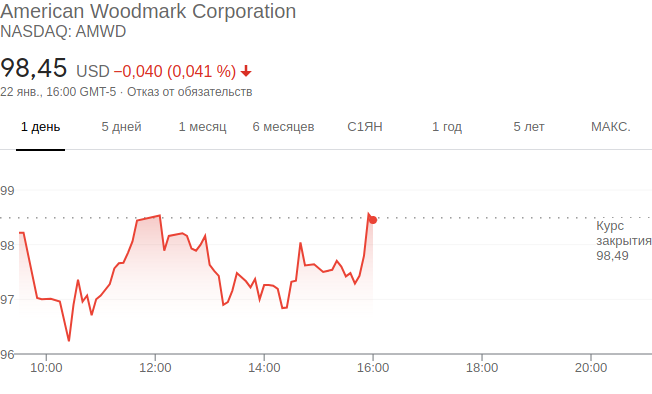 American Woodmark Corporation
NASDAQ: AMWD
98,45 USD −0,040 (0,041 %)
22 янв., 16:00 GMT-5 · Отказ от обязательств
1 день 5 дней 1 месяц 6 месяцев С1ЯН 1 год 5 лет МАКС.
99
Курс
закрытия
98,49
98
97
96
10:00 12:00 14:00 16:00 18:00 20:00